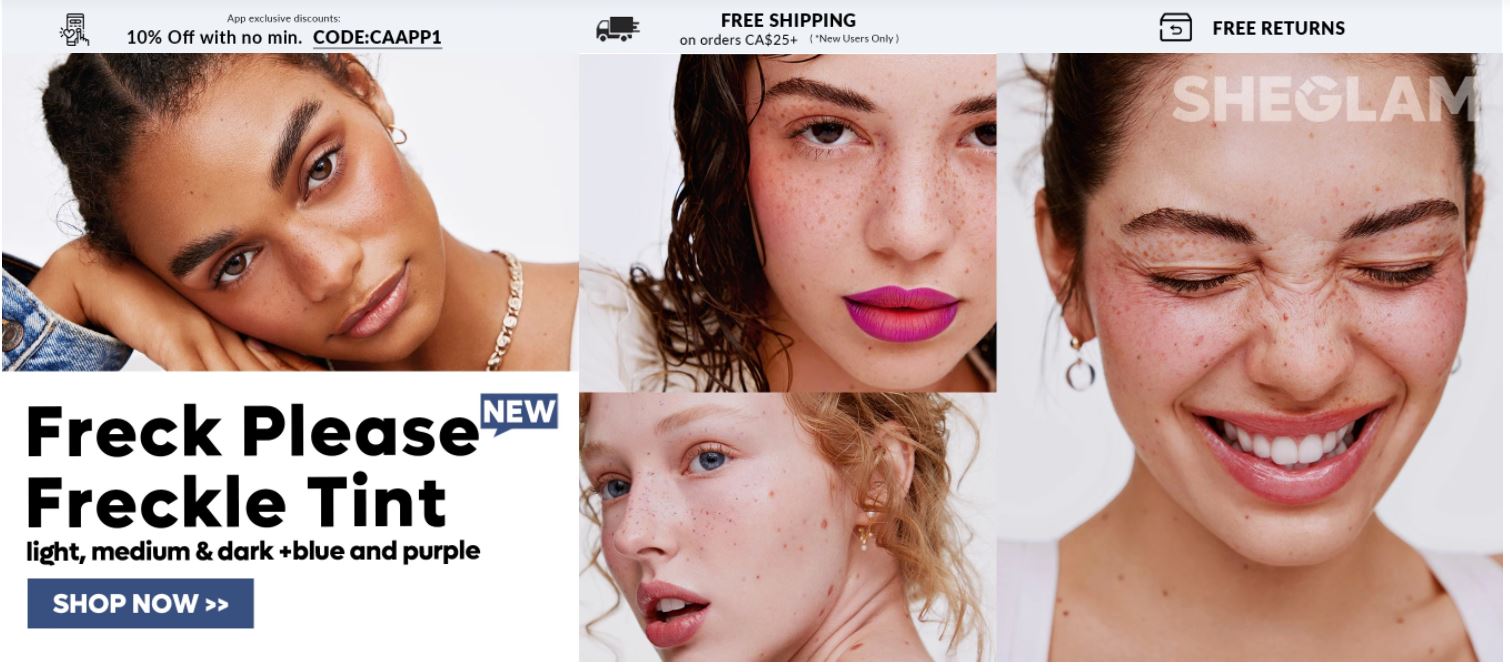 App exclusive discounts:
10% Off with no min. CODE:CAAPP1
FREE SHIPPING
on orders CA$25+ (*New Users Only)
FREE RETURNS
SHEGLAM
Freck Please NEW
Freckle Tint
light, medium & dark +blue and purple
SHOP NOW >>